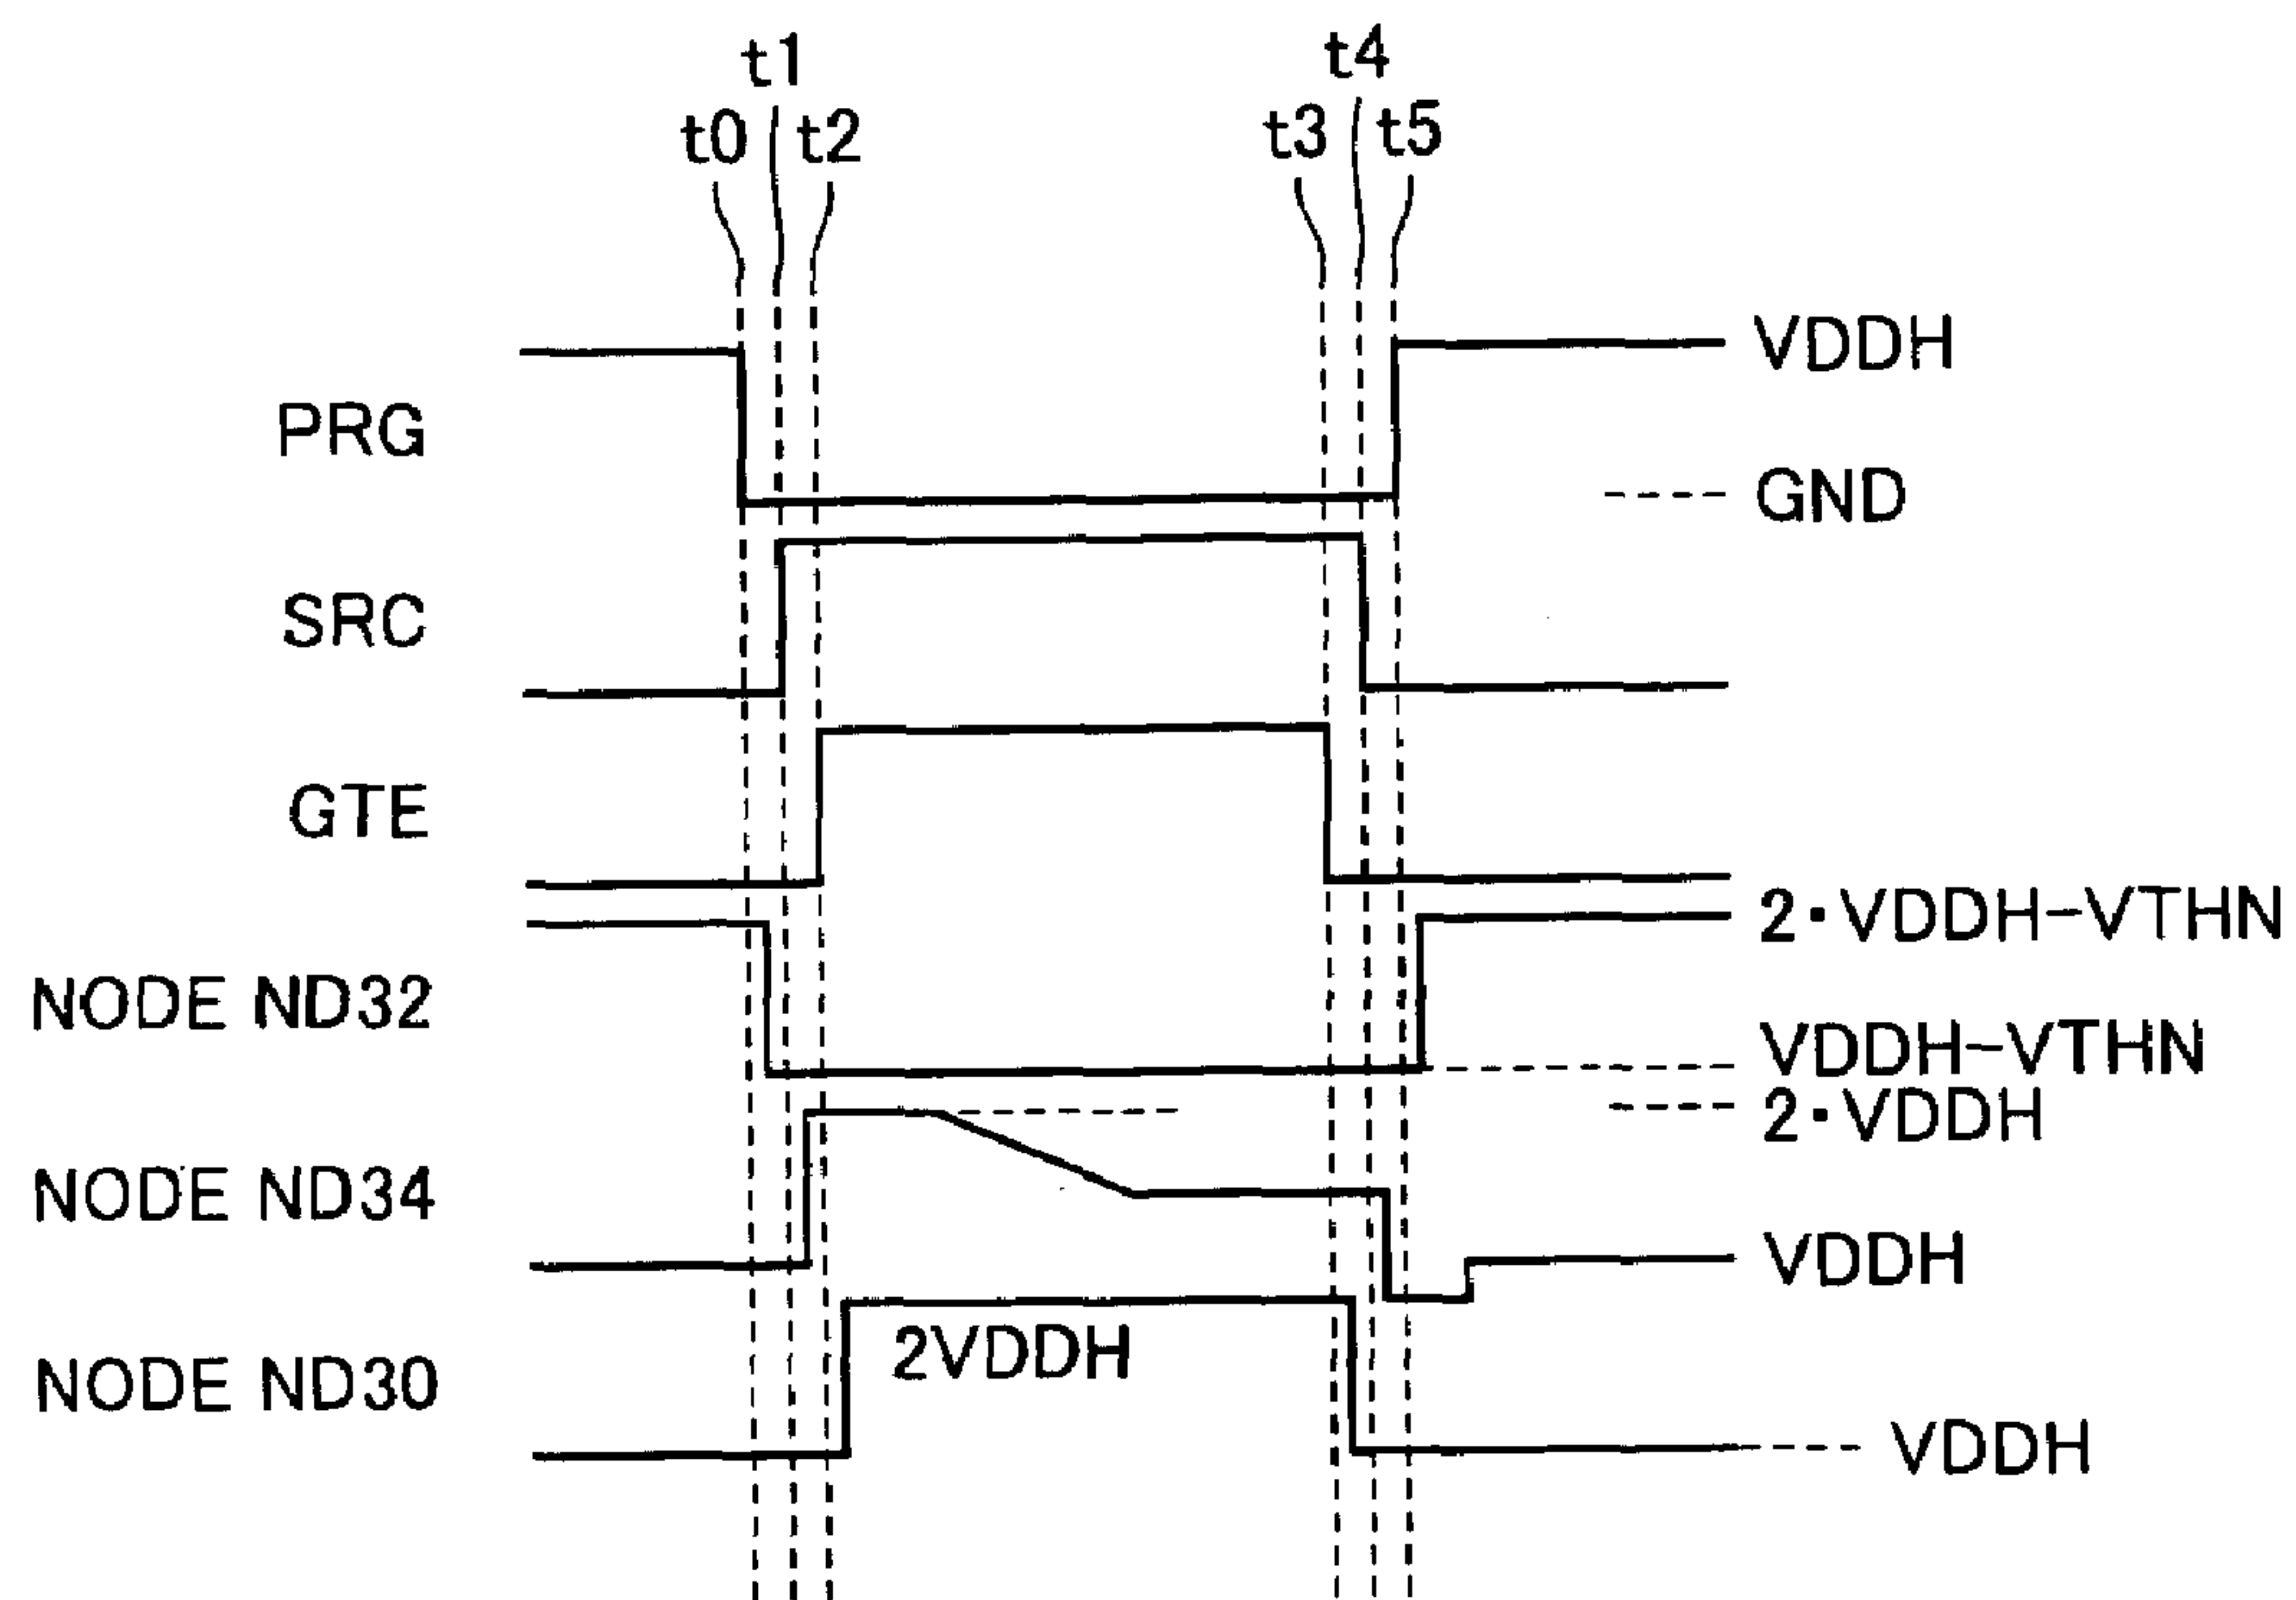 t1
t4
t0
t2
t3
t5
VDDH
PRG
GND
SRC
GTE
2·VDDH-VTHN
NODE ND32
VDDH-VTHN
2·VDDH
NODE ND34
VDDH
2VDDH
NODE ND30
VDDH